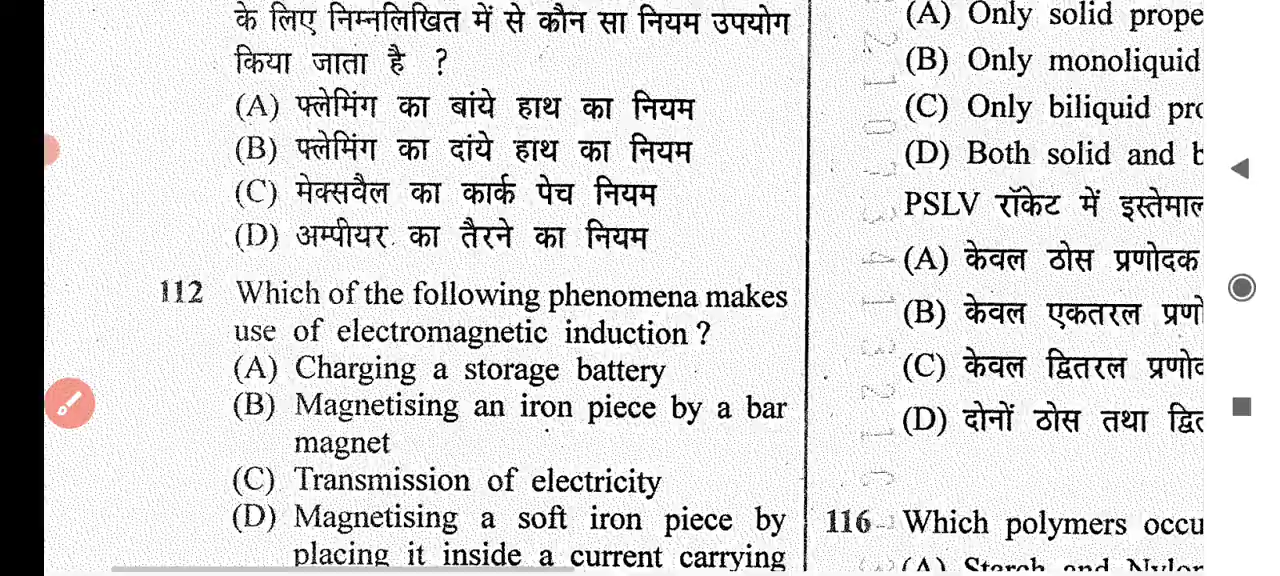 के लिए निम्नलिखित में से कौन सा नियम उपयोग
किया जाता है ?
(A) फ्लेमिंग का बांये हाथ का नियम
(B) फ्लेमिंग का दांये हाथ का नियम
(C) मेक्सवैल का कार्क पेच नियम
(D) अम्पीयर का तैरने का नियम
112 Which of the following phenomena makes
use of electromagnetic induction ?
(A) Charging a storage battery
(B) Magnetising an iron piece by a bar
magnet
(C) Transmission of electricity
(D) Magnetising a soft iron piece by
placing it inside a current carrying
(A) Only solid prope
(B) Only monoliquid
(C) Only biliquid pro
(D) Both solid and b
PSLV रॉकेट में इस्तेमाल
(A) केवल ठोस प्रणोदक
(B) केवल एकतरल प्रणो
(C) केवल द्वितरल प्रणोद
(D) दोनों ठोस तथा द्वित
116 Which polymers occu
(A) Starch and Nylon